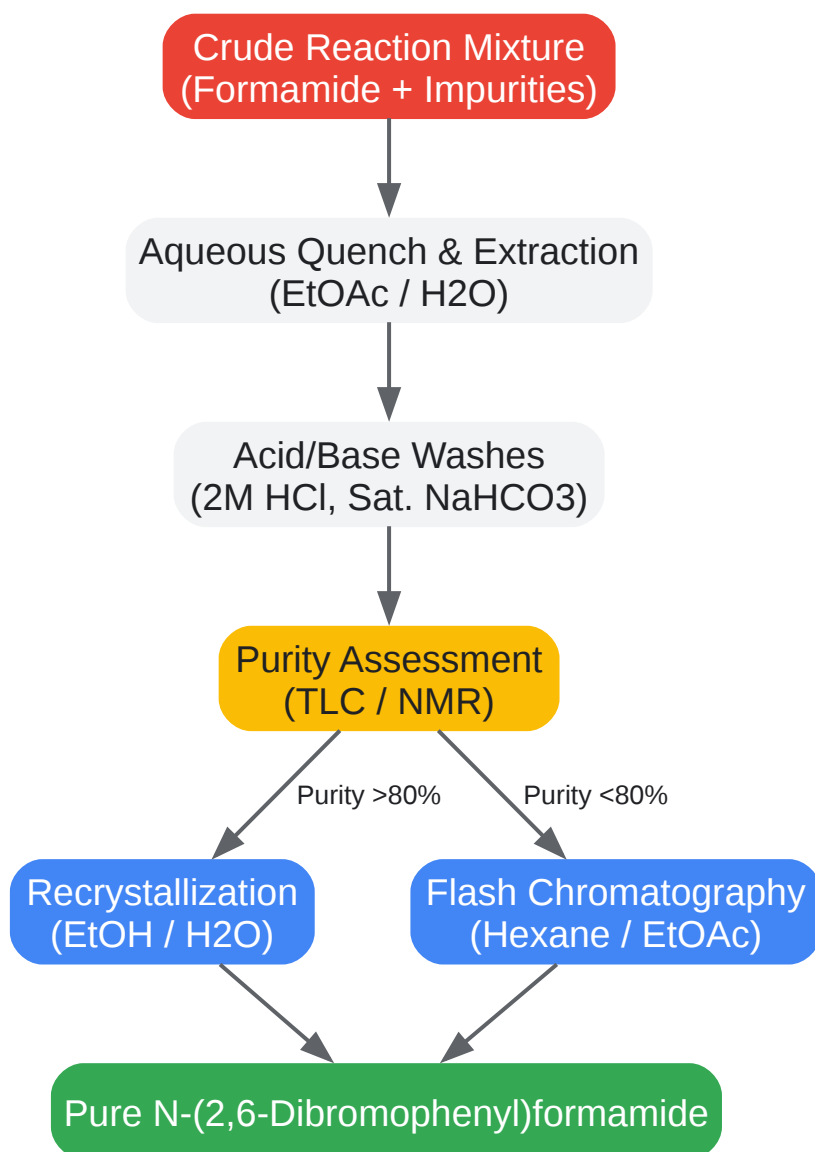 Crude Reaction Mixture
(Formamide + Impurities)
Aqueous Quench & Extraction
(EtOAc / H2O)
Acid/Base Washes
(2M HCl, Sat. NaHCO3)
Purity Assessment
(TLC / NMR)
Purity >80%
Purity <80%
Recrystallization
(EtOH / H2O)
Flash Chromatography
(Hexane / EtOAc)
Pure N-(2,6-Dibromophenyl)formamide